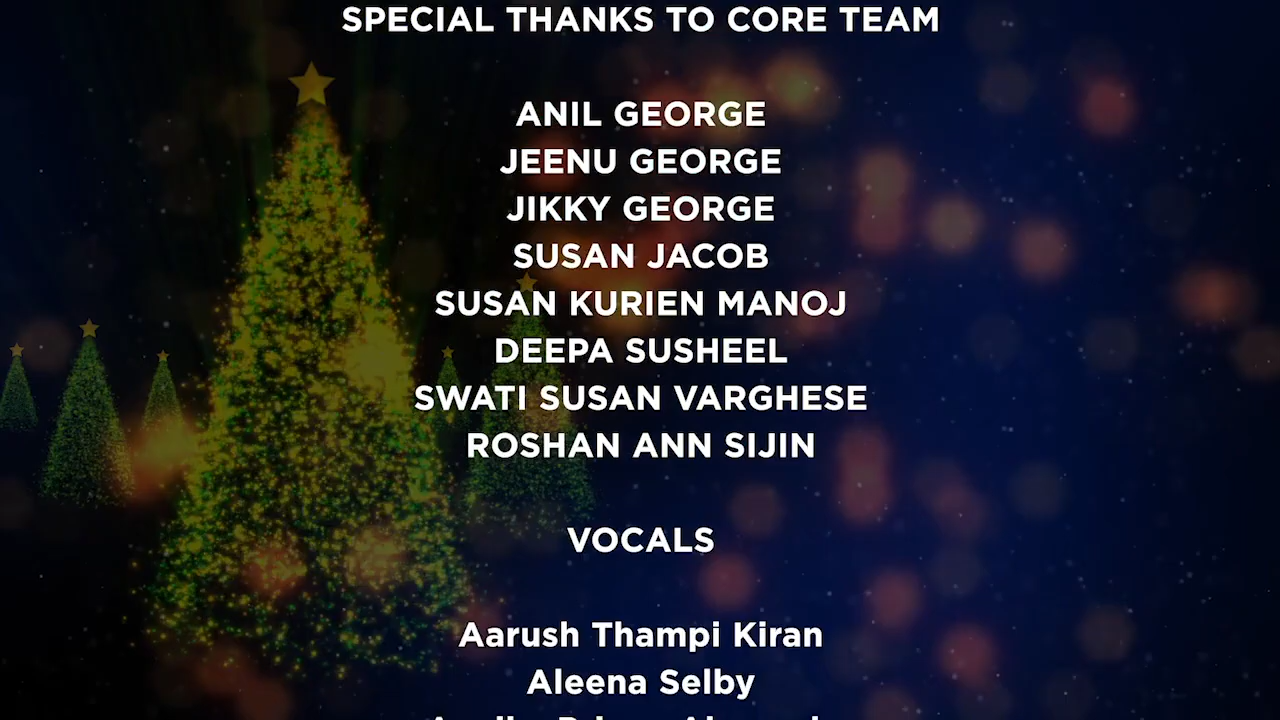 SPECIAL THANKS TO CORE TEAM
ANIL GEORGE
JEENU GEORGE
JIKKY GEORGE
SUSAN JACOB
SUSAN KURIEN MANOJ
DEEPA SUSHEEL
SWATI SUSAN VARGHESE
ROSHAN ANN SIJIN
VOCALS
Aarush Thampi Kiran
Aleena Selby